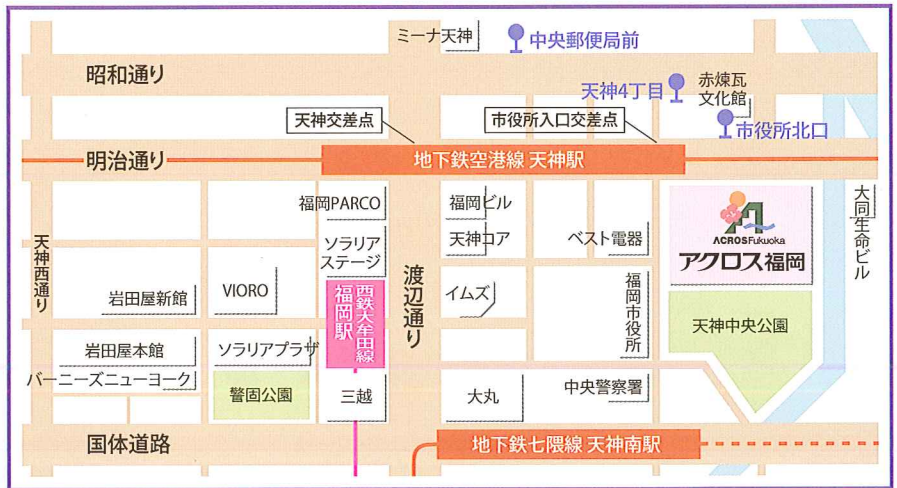 ミーナ天神
中央郵便局前
昭和通り
天神4丁目
赤煉瓦
文化館
天神交差点
市役所入口交差点
市役所北口
明治通り
地下鉄空港線 天神駅
福岡PARCO
福岡ビル
大同生命ビル
ソラリア
ステージ
天神コア
ベスト電器
ACROSFukuoka
アクロス福岡
天神西通り
渡辺通り
岩田屋新館
VIORO
西鉄大牟田線
福岡駅
イムズ
福岡市役所
天神中央公園
岩田屋本館
ソラリアプラザ
バーニーズニューヨーク
警固公園
三越
大丸
中央警察署
国体道路
地下鉄七隈線 天神南駅